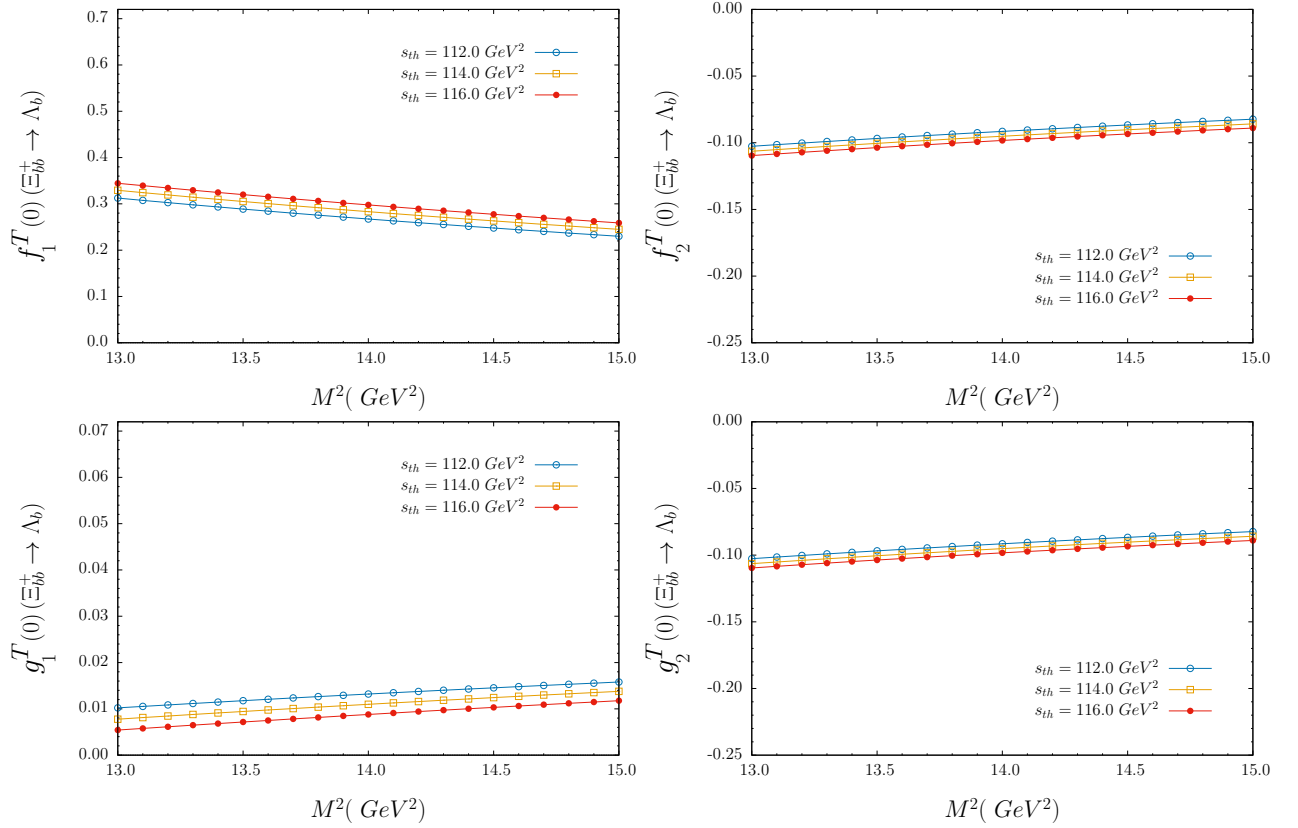 f_1^T(0) (Ξ_{bb}^+ → Λ_b)
0.7
0.6
0.5
0.4
0.3
0.2
0.1
0.0
s_{th} = 112.0 GeV^2
s_{th} = 114.0 GeV^2
s_{th} = 116.0 GeV^2
13.0 13.5 14.0 14.5 15.0
M^2( GeV^2)
f_2^T(0) (Ξ_{bb}^+ → Λ_b)
0.00
-0.05
-0.10
-0.15
-0.20
-0.25
s_{th} = 112.0 GeV^2
s_{th} = 114.0 GeV^2
s_{th} = 116.0 GeV^2
13.0 13.5 14.0 14.5 15.0
M^2( GeV^2)
g_1^T(0) (Ξ_{bb}^+ → Λ_b)
0.07
0.06
0.05
0.04
0.03
0.02
0.01
0.00
s_{th} = 112.0 GeV^2
s_{th} = 114.0 GeV^2
s_{th} = 116.0 GeV^2
13.0 13.5 14.0 14.5 15.0
M^2( GeV^2)
g_2^T(0) (Ξ_{bb}^+ → Λ_b)
0.00
-0.05
-0.10
-0.15
-0.20
-0.25
s_{th} = 112.0 GeV^2
s_{th} = 114.0 GeV^2
s_{th} = 116.0 GeV^2
13.0 13.5 14.0 14.5 15.0
M^2( GeV^2)